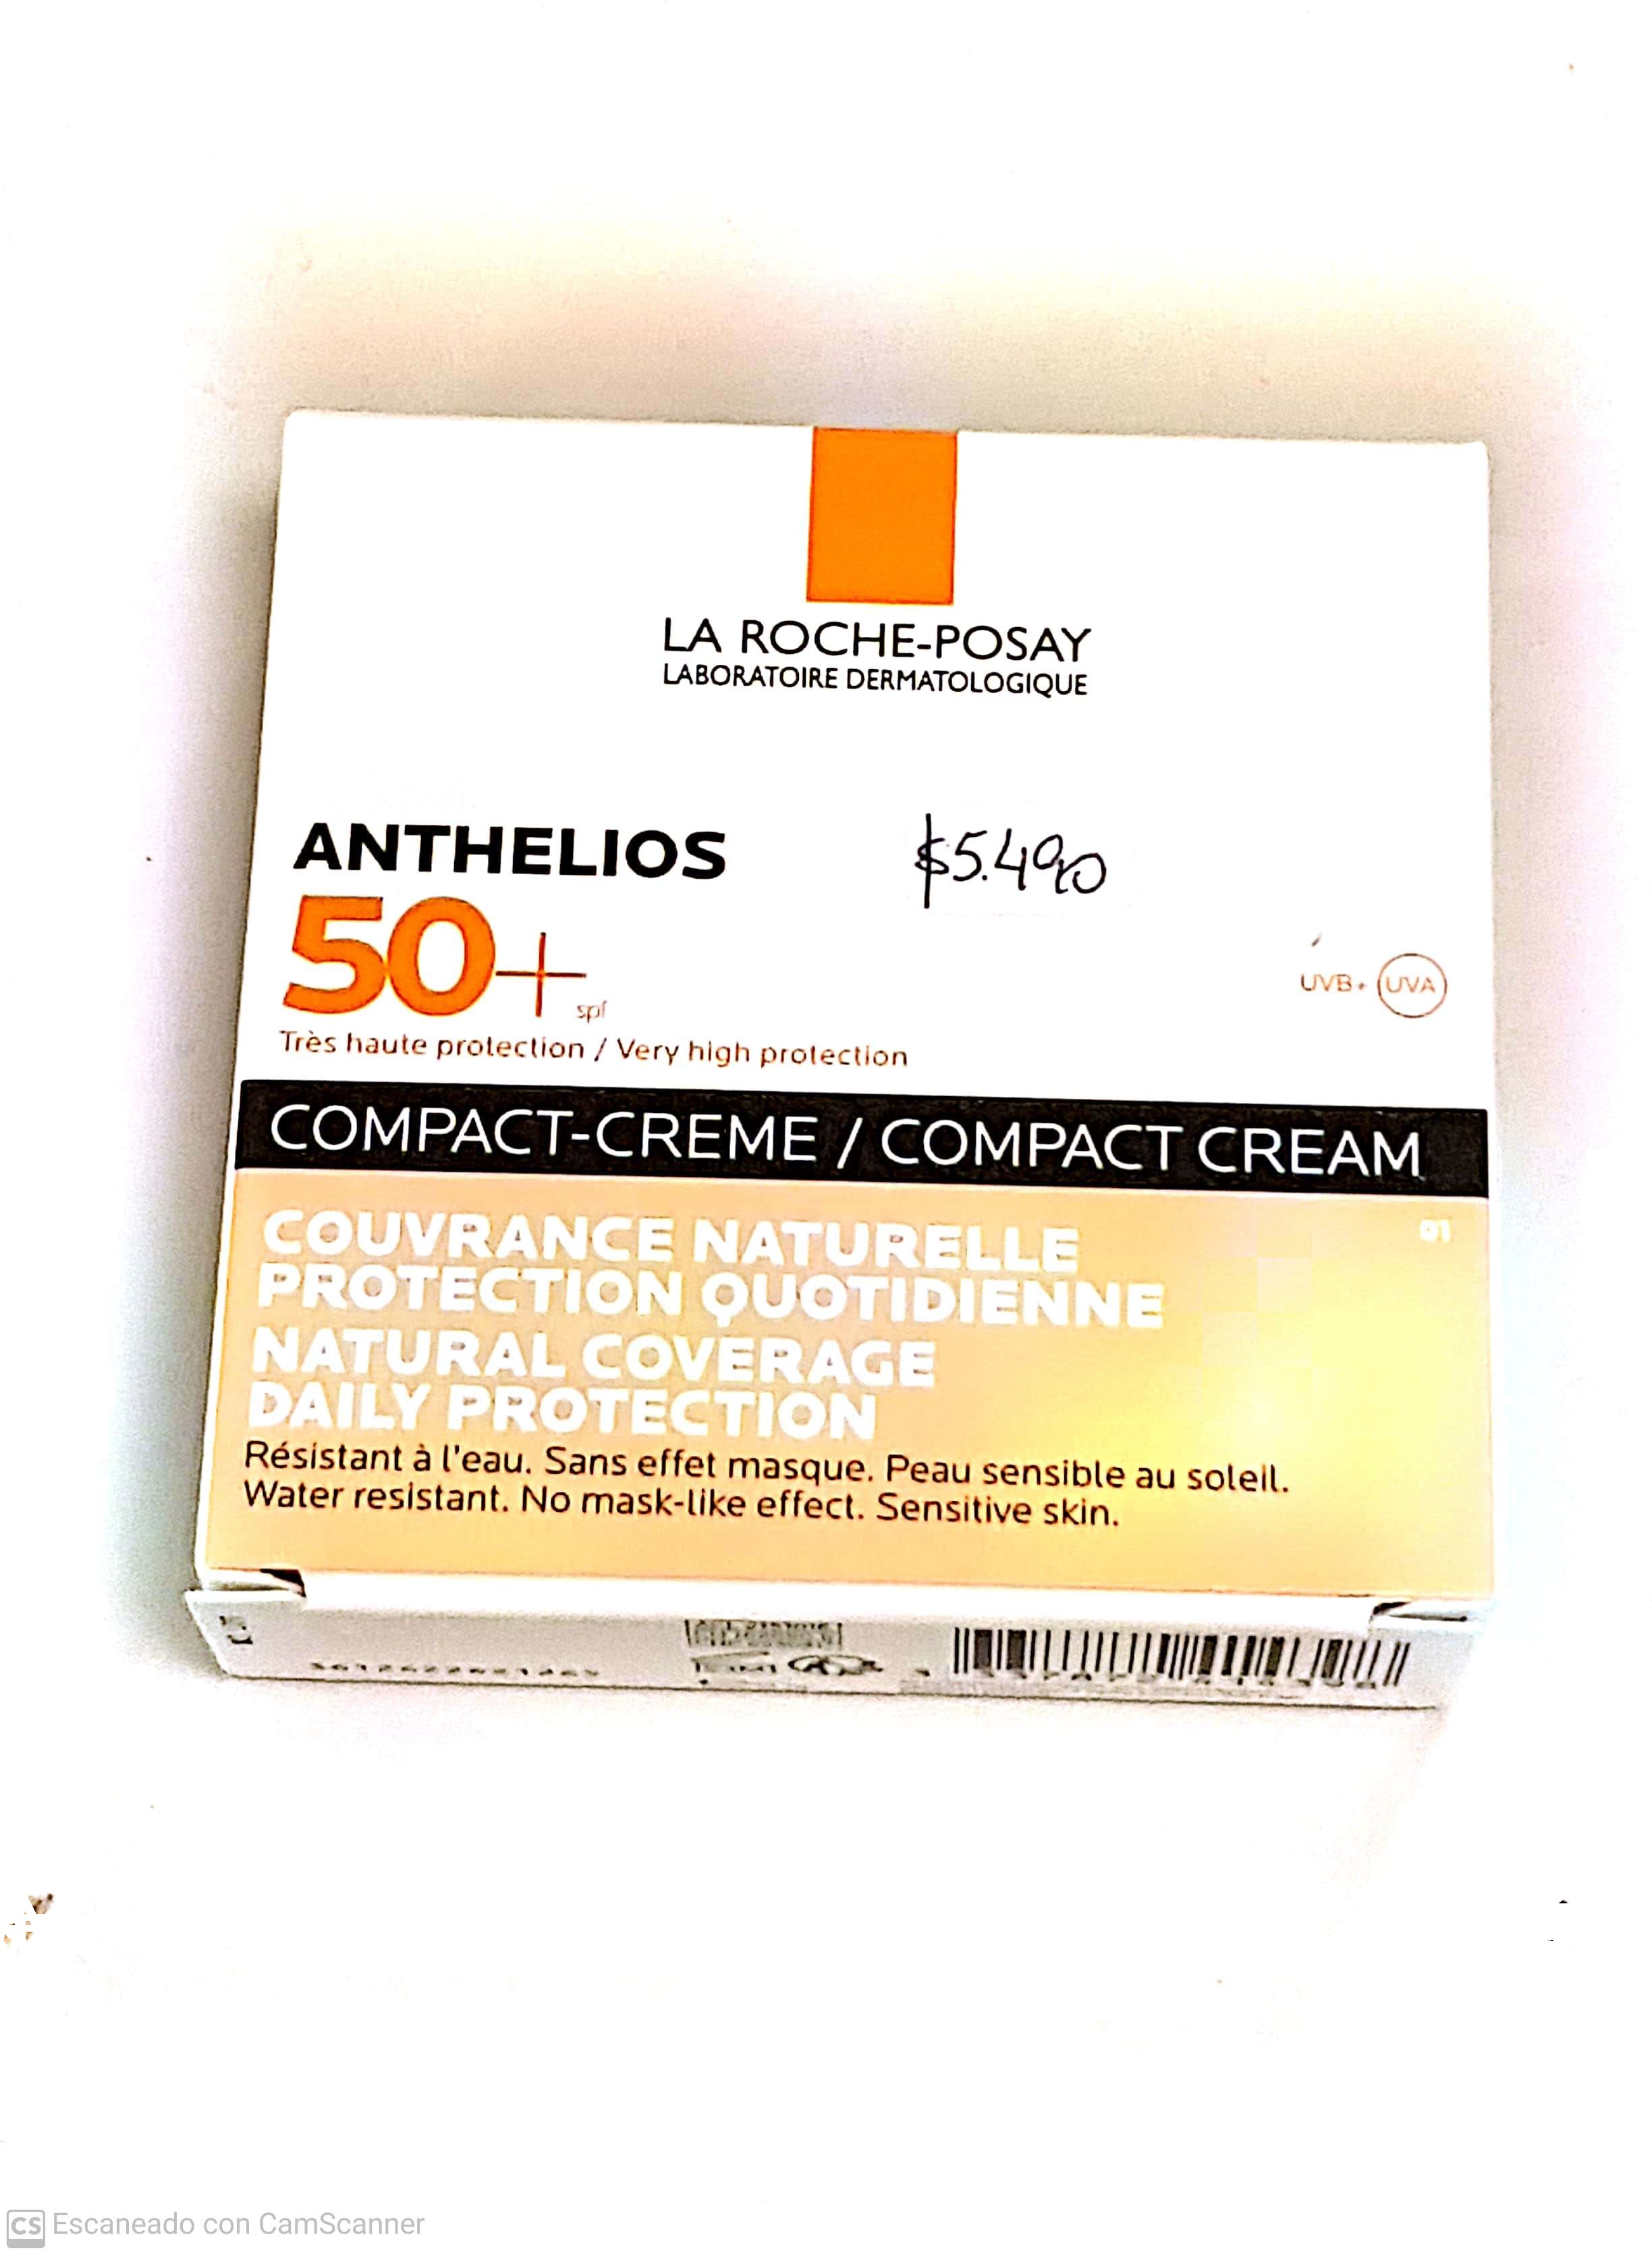 LA ROCHE-POSAY
LABORATOIRE DERMATOLOGIQUE
ANTHELIOS
$5.490
50+
spf
UVB+ UVA
Très haute protection / Very high protection
COMPACT-CREME / COMPACT CREAM
COUVRANCE NATURELLE
01
PROTECTION QUOTIDIENNE
NATURAL COVERAGE
DAILY PROTECTION
Résistant à l'eau. Sans effet masque. Peau sensible au soleil.
Water resistant. No mask-like effect. Sensitive skin.
CS Escaneado con CamScanner